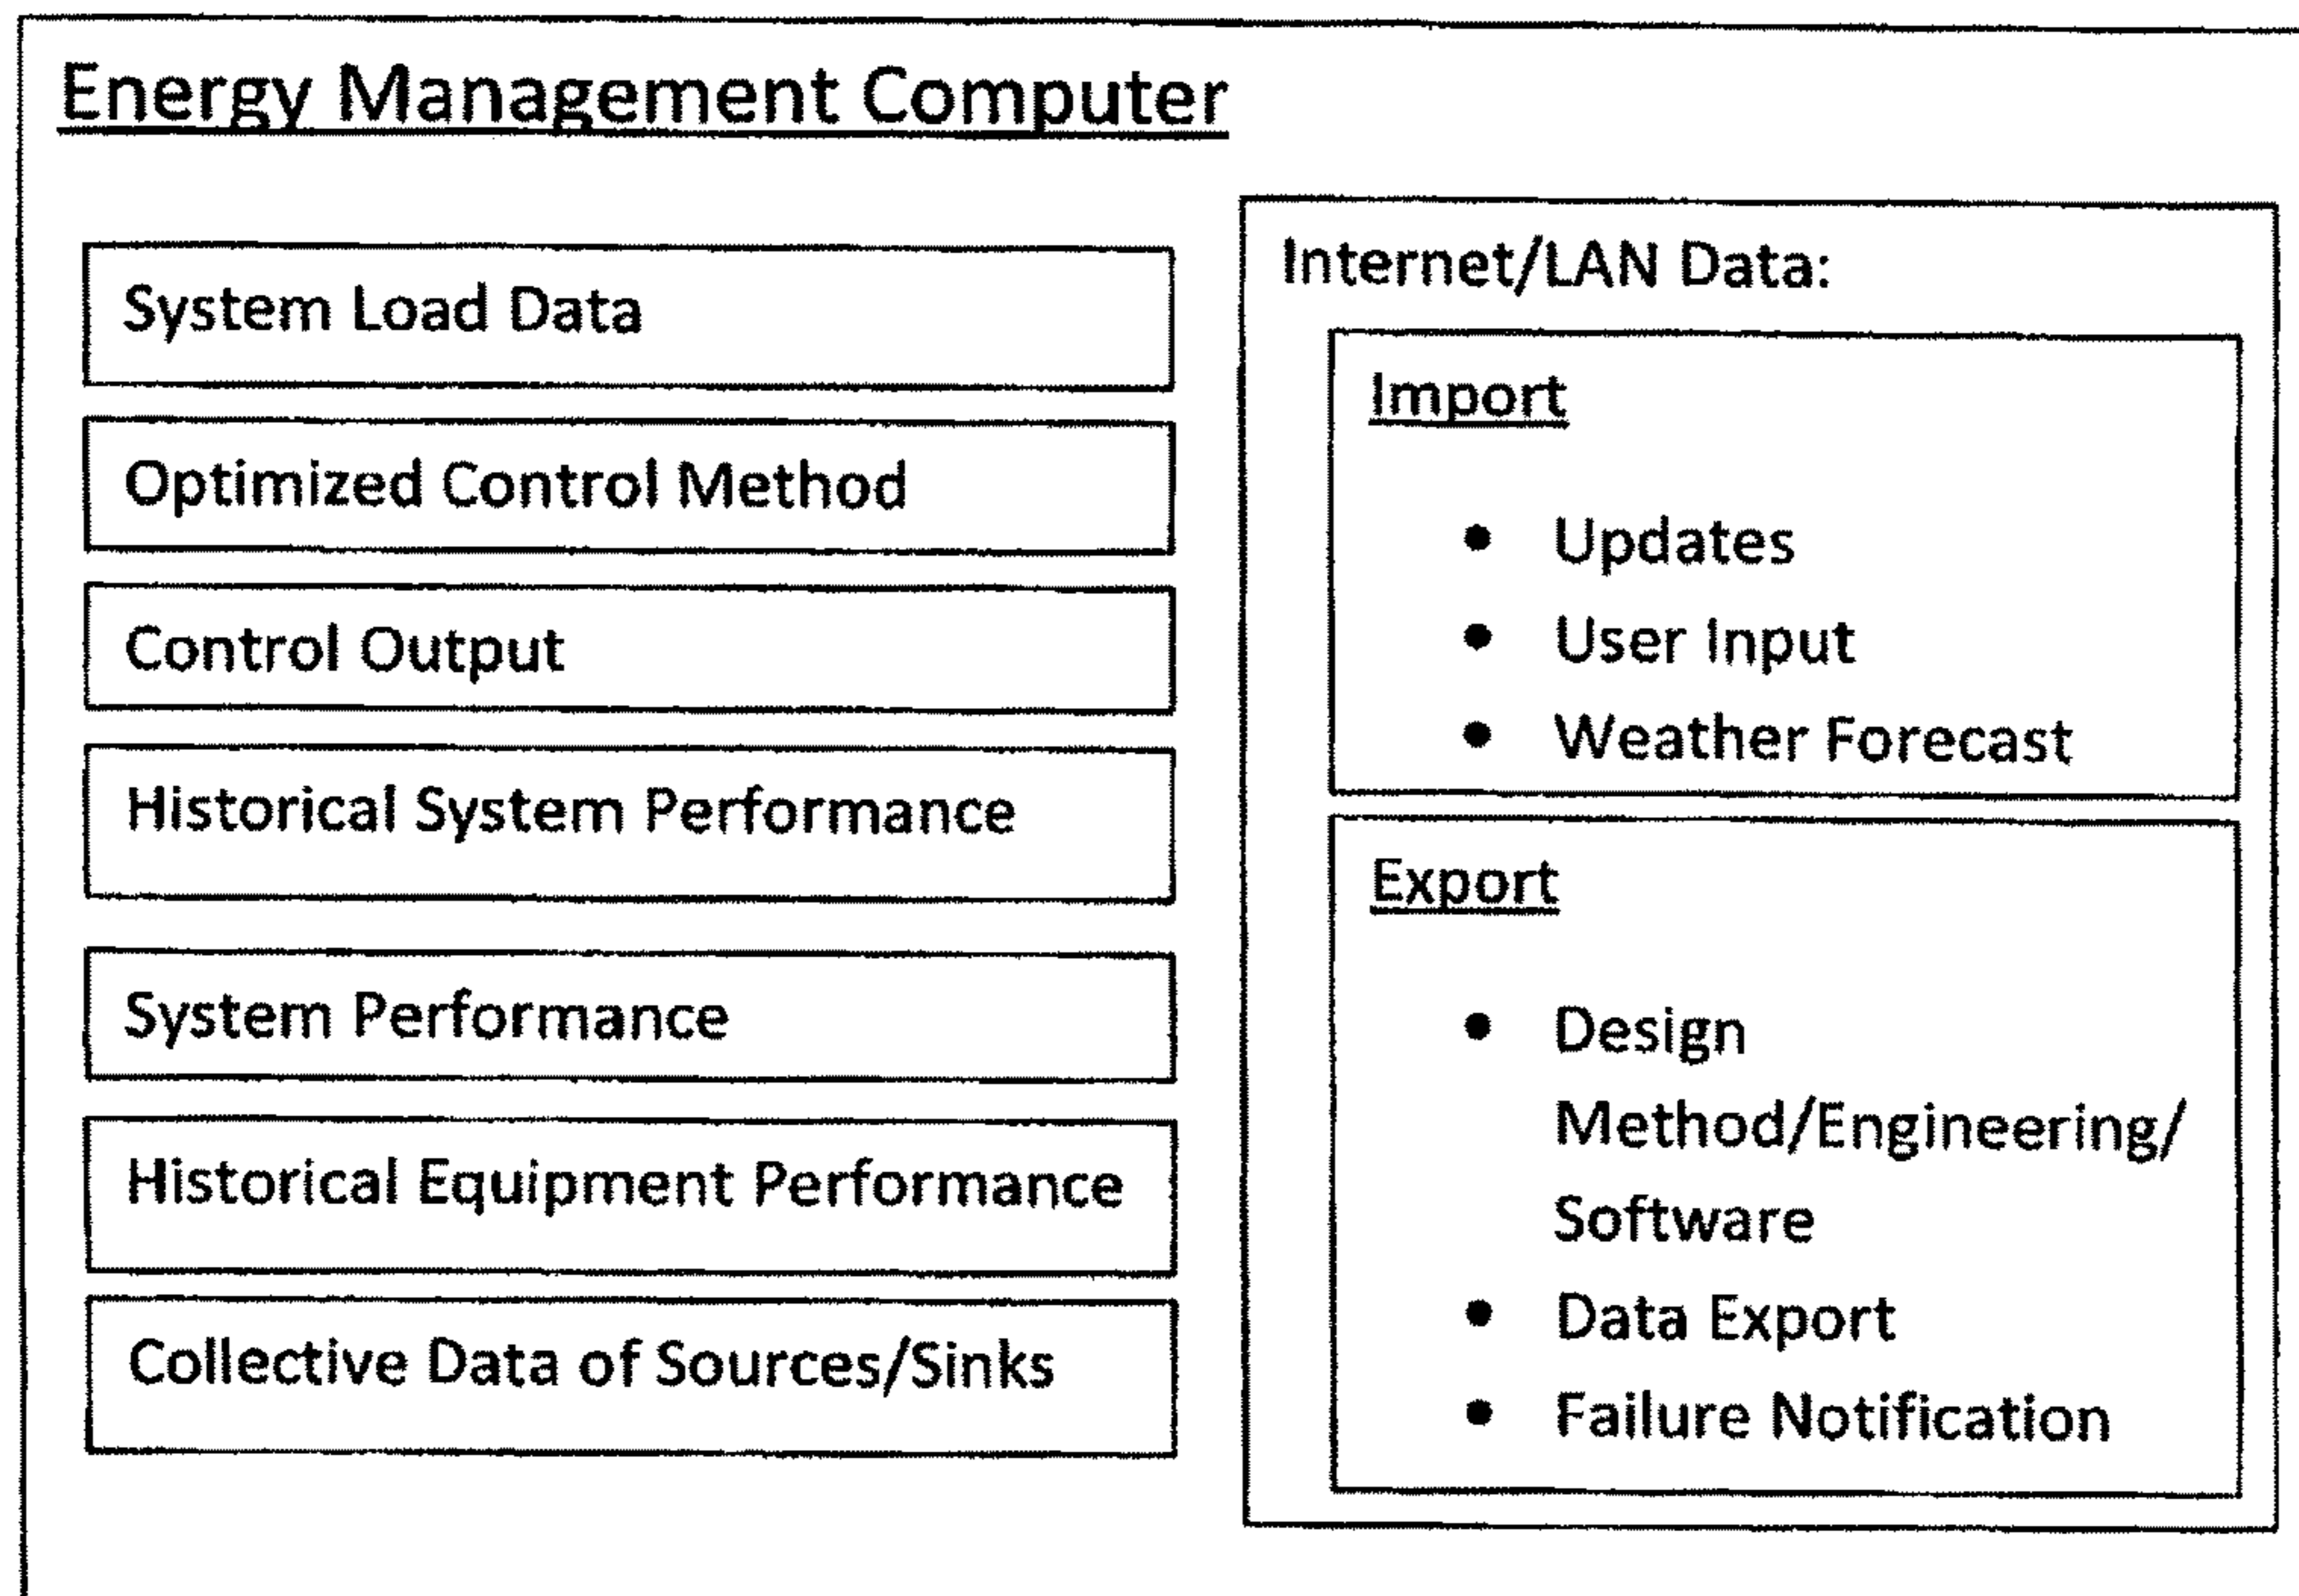 Energy Management Computer
System Load Data
Optimized Control Method
Control Output
Historical System Performance
System Performance
Historical Equipment Performance
Collective Data of Sources/Sinks
Internet/LAN Data:
Import
• Updates
• User Input
• Weather Forecast
Export
• Design
Method/Engineering/
Software
• Data Export
• Failure Notification